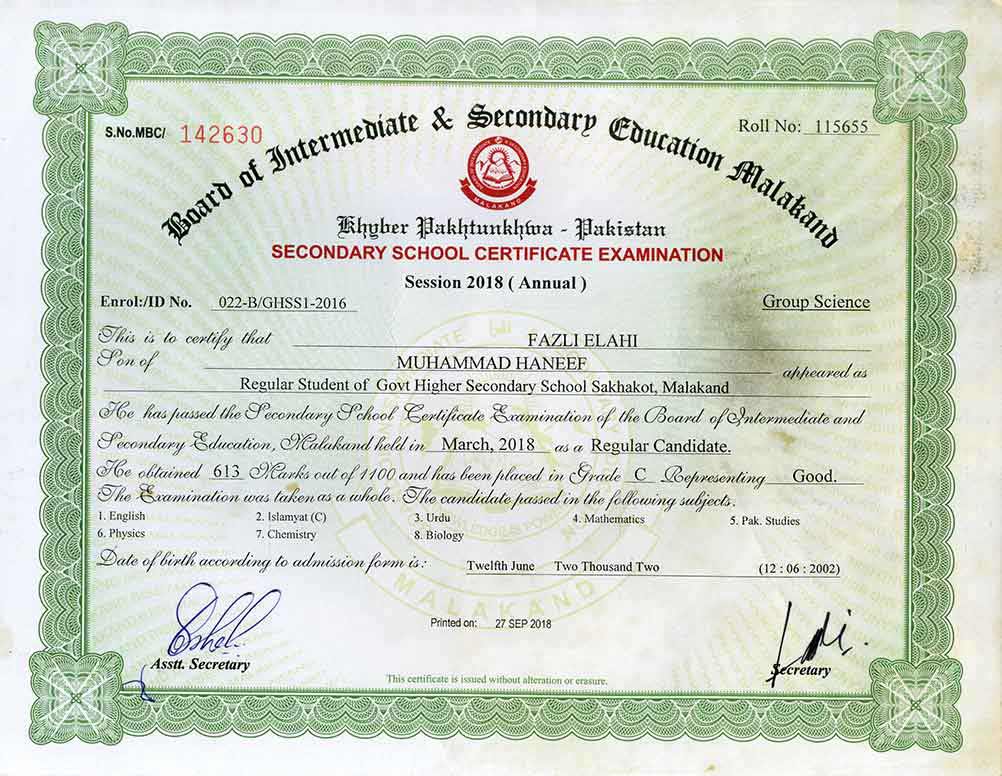 S.No.MBC/ 142630
Roll No: 115655
Board of Intermediate & Secondary Education Malakand
MALAKAND
Khyber Pakhtunkhwa - Pakistan
SECONDARY SCHOOL CERTIFICATE EXAMINATION
Session 2018 ( Annual )
Enrol:/ID No. 022-B/GHSS1-2016 Group Science
This is to certify that FAZLI ELAHI
Son of MUHAMMAD HANEEF appeared as
Regular Student of Govt Higher Secondary School Sakhakot, Malakand
He has passed the Secondary School Certificate Examination of the Board of Intermediate and
Secondary Education, Malakand held in March, 2018 as a Regular Candidate.
He obtained 613 Marks out of 1100 and has been placed in Grade C Representing Good.
The Examination was taken as a whole. The candidate passed in the following subjects.
1. English 2. Islamyat (C) 3. Urdu 4. Mathematics 5. Pak. Studies
6. Physics 7. Chemistry 8. Biology
Date of birth according to admission form is: Twelfth June Two Thousand Two (12 : 06 : 2002)
MALAKAND
Printed on: 27 SEP 2018
Asstt. Secretary Secretary
This certificate is issued without alteration or erasure.